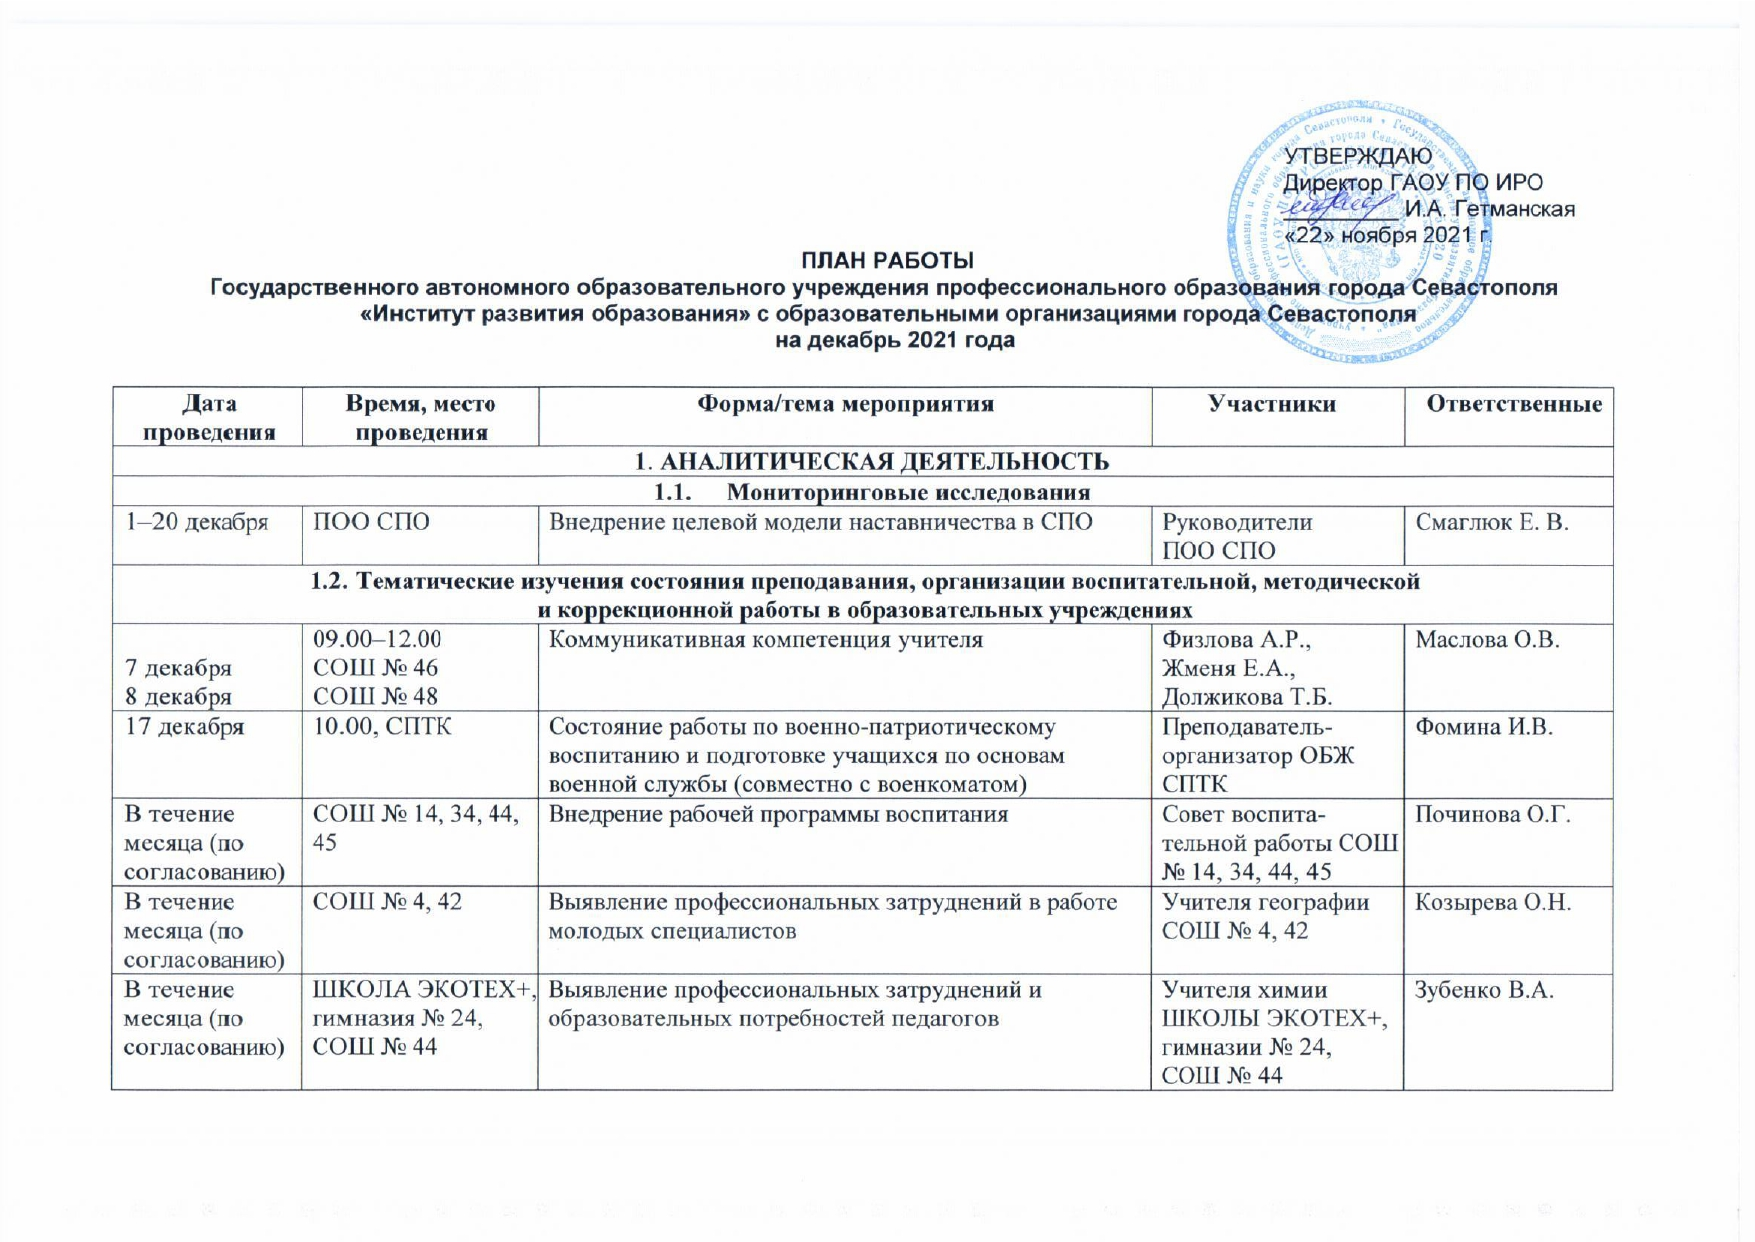 УТВЕРЖДАЮ
Директор ГАОУ ПО ИРО
И.А. Гетманская
«22» ноября 2021 г.
ПЛАН РАБОТЫ
Государственного автономного образовательного учреждения профессионального образования города Севастополя
«Институт развития образования» с образовательными организациями города Севастополя
на декабрь 2021 года
Дата проведения
Время, место проведения
Форма/тема мероприятия
Участники
Ответственные
1. АНАЛИТИЧЕСКАЯ ДЕЯТЕЛЬНОСТЬ
1.1. Мониторинговые исследования
1–20 декабря
ПОО СПО
Внедрение целевой модели наставничества в СПО
Руководители
ПОО СПО
Смаглюк Е. В.
1.2. Тематические изучения состояния преподавания, организации воспитательной, методической
и коррекционной работы в образовательных учреждениях
7 декабря
8 декабря
09.00–12.00
СОШ № 46
СОШ № 48
Коммуникативная компетенция учителя
Физлова А.Р.,
Жменя Е.А.,
Должикова Т.Б.
Маслова О.В.
17 декабря
10.00, СПТК
Состояние работы по военно-патриотическому
воспитанию и подготовке учащихся по основам
военной службы (совместно с военкоматом)
Преподаватель-
организатор ОБЖ
СПТК
Фомина И.В.
В течение
месяца (по
согласованию)
СОШ № 14, 34, 44,
45
Внедрение рабочей программы воспитания
Совет воспита-
тельной работы СОШ
№ 14, 34, 44, 45
Починова О.Г.
В течение
месяца (по
согласованию)
СОШ № 4, 42
Выявление профессиональных затруднений в работе
молодых специалистов
Учителя географии
СОШ № 4, 42
Козырева О.Н.
В течение
месяца (по
согласованию)
ШКОЛА ЭКОТЕХ+,
гимназия № 24,
СОШ № 44
Выявление профессиональных затруднений и
образовательных потребностей педагогов
Учителя химии
ШКОЛЫ ЭКОТЕХ+,
гимназии № 24,
СОШ № 44
Зубенко В.А.